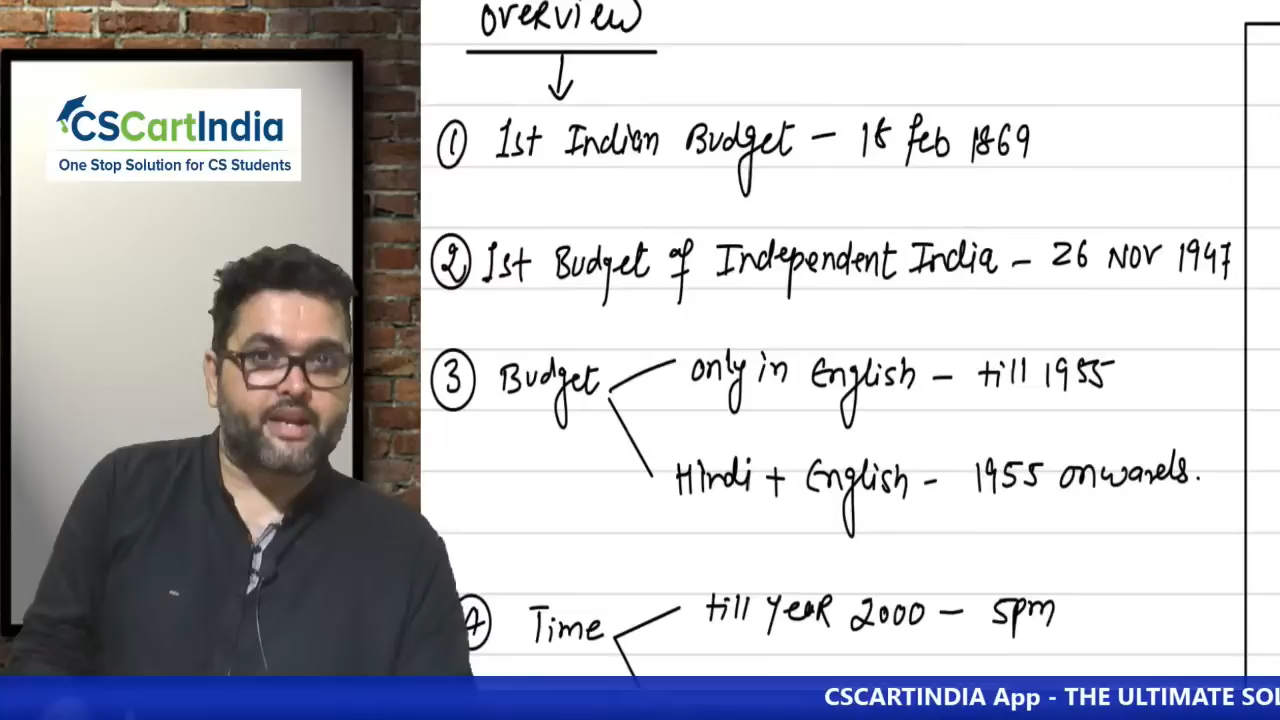 CSCartIndia
One Stop Solution for CS Students
overview
① 1st Indian Budget - 18 Feb 1869
② 1st Budget of Independent India - 26 Nov 1947
③ Budget
only in English - till 1955
Hindi + English - 1955 onwards.
④ Time
till year 2000 - 5pm
CSCARTINDIA App - THE ULTIMATE SOL